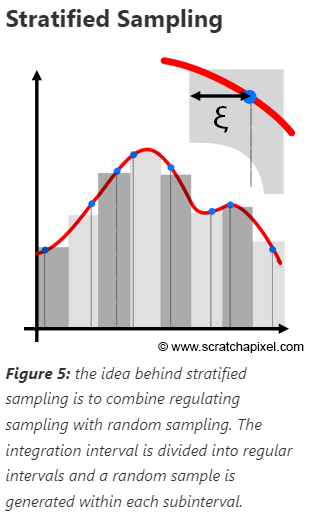 Stratified Sampling
ξ
© www.scratchapixel.com
Figure 5: the idea behind stratified
sampling is to combine regulating
sampling with random sampling. The
integration interval is divided into regular
intervals and a random sample is
generated within each subinterval.